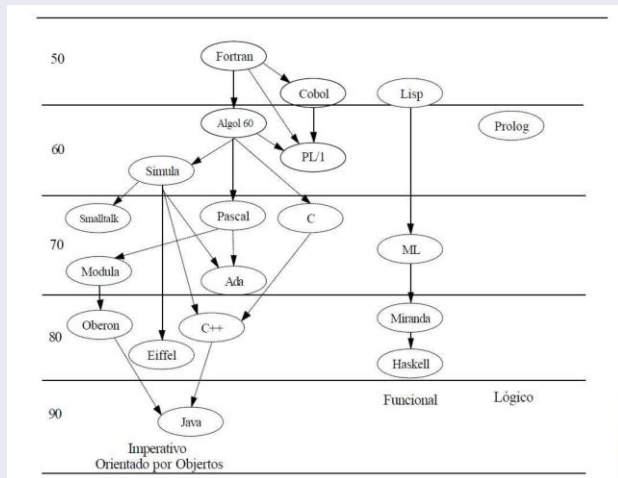 50
Fortran
Cobol
Lisp
Algol 60
Prolog
60
PL/1
Simula
Smalltalk
Pascal
C
70
ML
Modula
Ada
Oberon
C++
Miranda
80
Eiffel
Haskell
90
Funcional
Lógico
Java
Imperativo
Orientado por Objertos